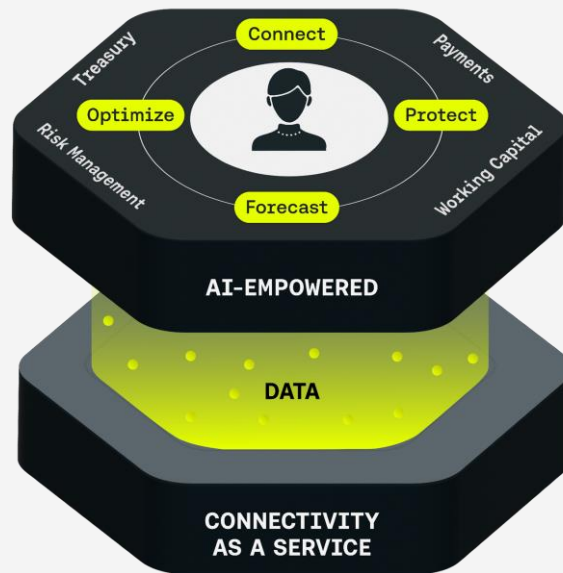 Connect
Treasury
Payments
Optimize
Protect
Risk Management
Working Capital
Forecast
AI-EMPOWERED
DATA
CONNECTIVITY
AS A SERVICE